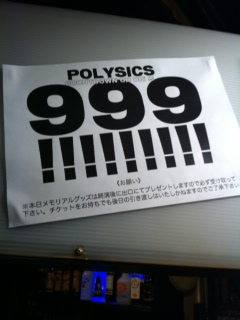 POLYSICS
999
!!!!!!!!!!
《お願い》
※本日メモリアルグッズは終演後に出口にてプレゼントしますので必ず受け取って
下さい。チケットをお持ちでも後日の引き渡しはいたしかねますのでご了承下さい